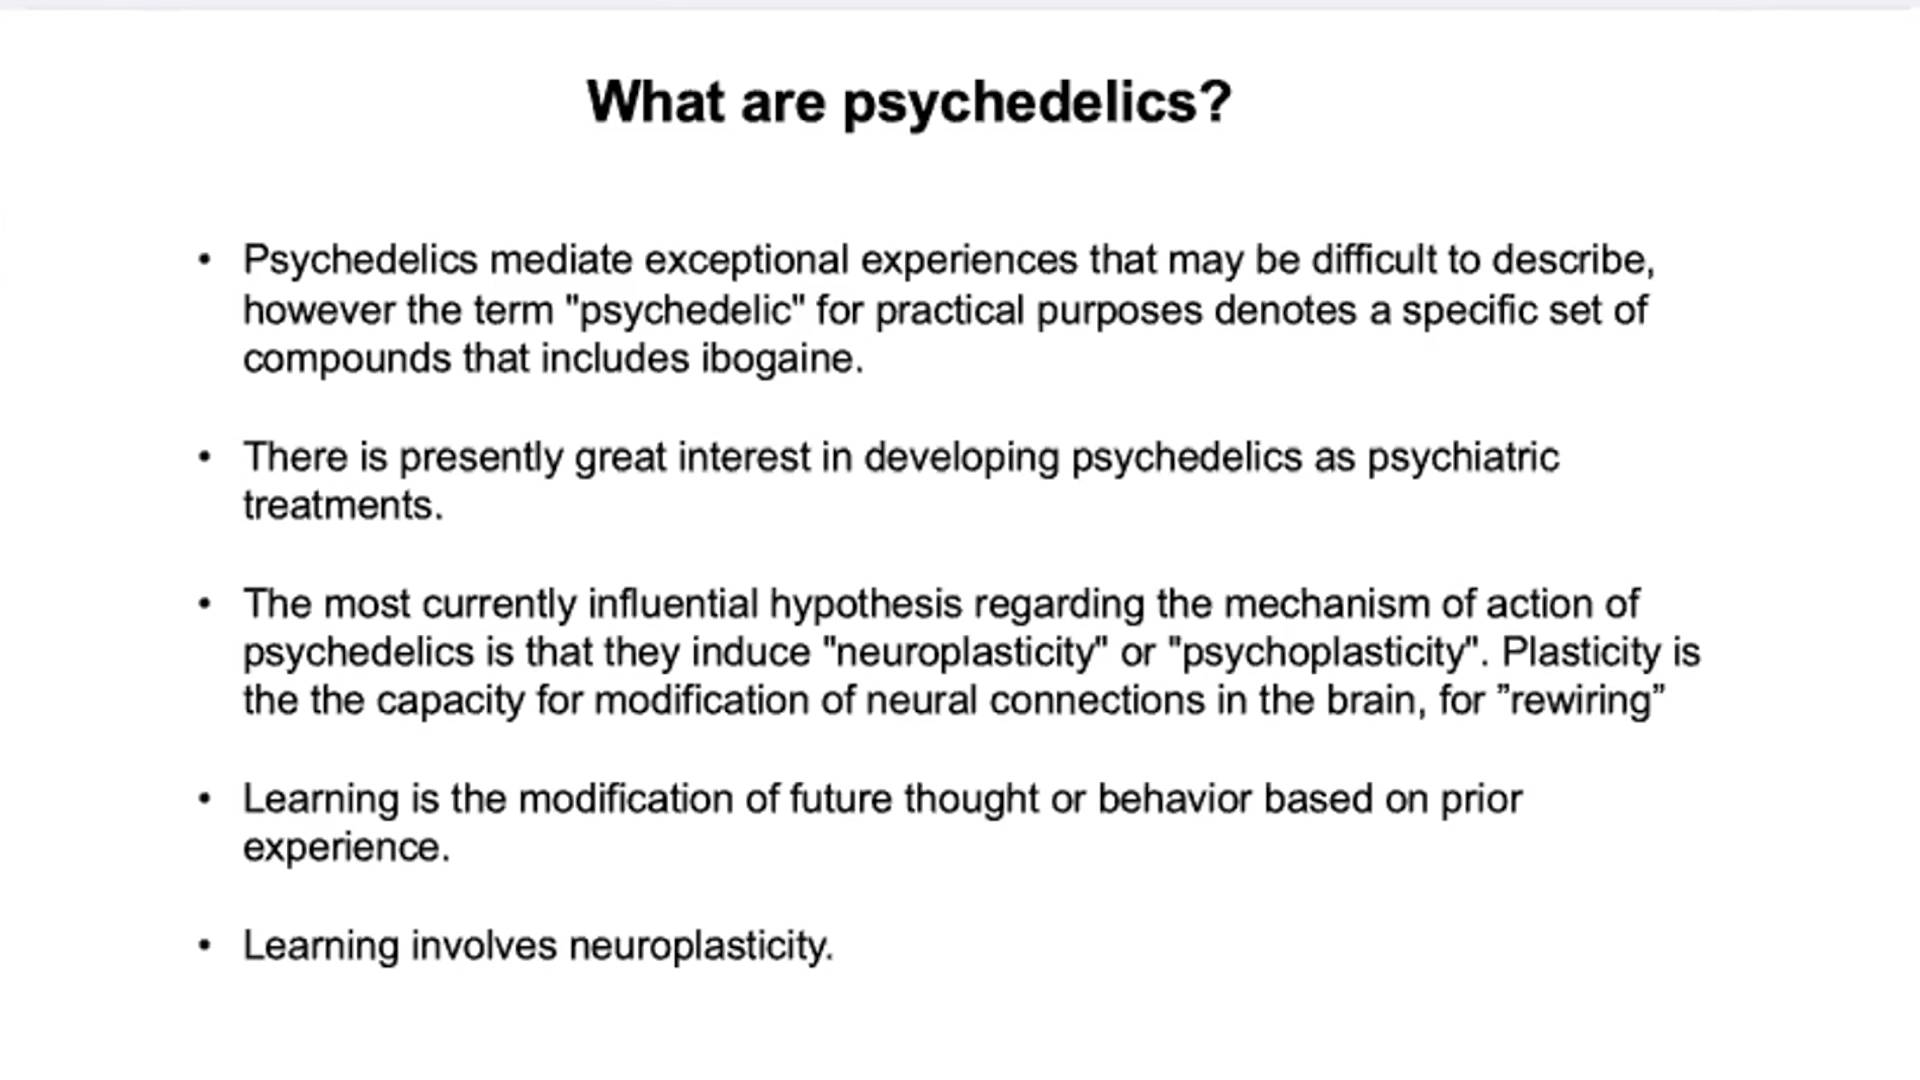 What are psychedelics?
• Psychedelics mediate exceptional experiences that may be difficult to describe,
however the term "psychedelic" for practical purposes denotes a specific set of
compounds that includes ibogaine.
• There is presently great interest in developing psychedelics as psychiatric
treatments.
• The most currently influential hypothesis regarding the mechanism of action of
psychedelics is that they induce "neuroplasticity" or "psychoplasticity". Plasticity is
the the capacity for modification of neural connections in the brain, for ”rewiring”
• Learning is the modification of future thought or behavior based on prior
experience.
• Learning involves neuroplasticity.